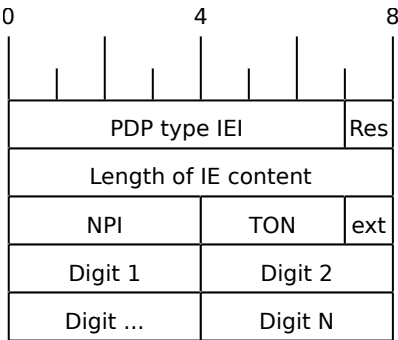 0 4 8
PDP type IEI Res
Length of IE content
NPI TON ext
Digit 1 Digit 2
Digit ... Digit N